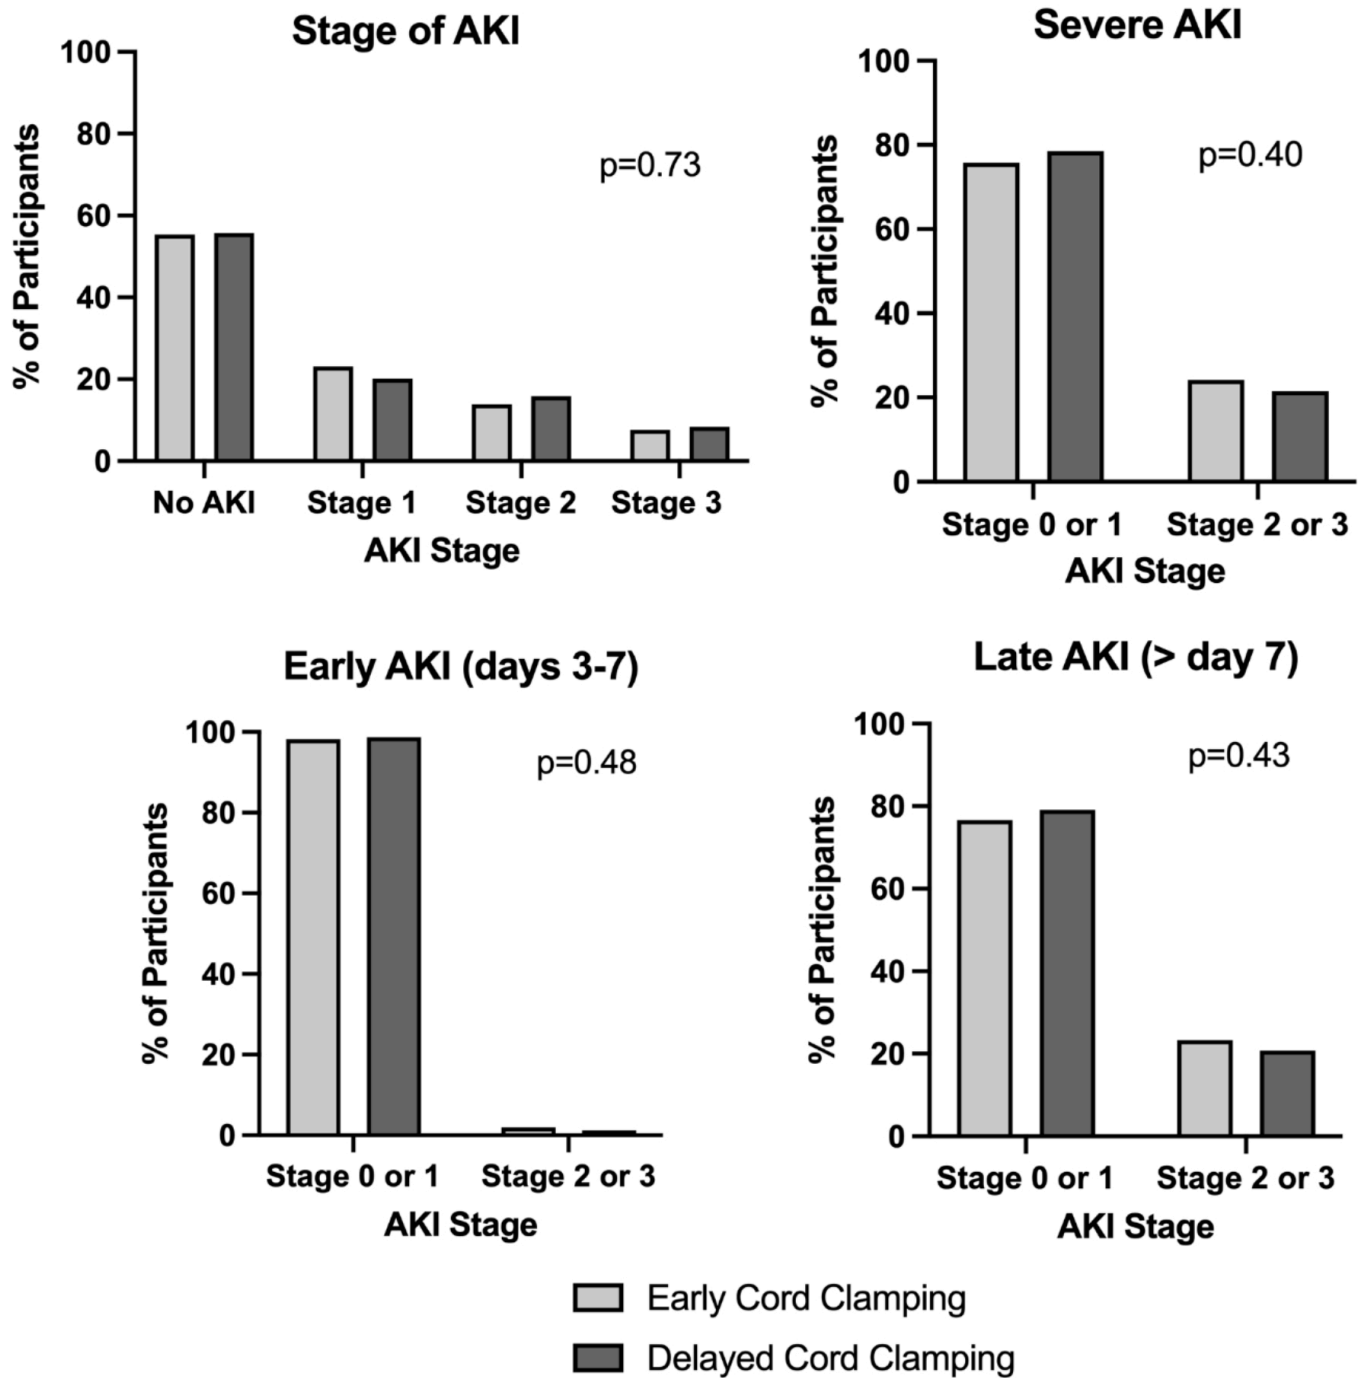 Stage of AKI
100
80
60
40
20
0
% of Participants
p=0.73
No AKI Stage 1 Stage 2 Stage 3
AKI Stage
Severe AKI
100
80
60
40
20
0
% of Participants
p=0.40
Stage 0 or 1 Stage 2 or 3
AKI Stage
Early AKI (days 3-7)
100
80
60
40
20
0
% of Participants
p=0.48
Stage 0 or 1 Stage 2 or 3
AKI Stage
Late AKI (> day 7)
100
80
60
40
20
0
% of Participants
p=0.43
Stage 0 or 1 Stage 2 or 3
AKI Stage
Early Cord Clamping
Delayed Cord Clamping